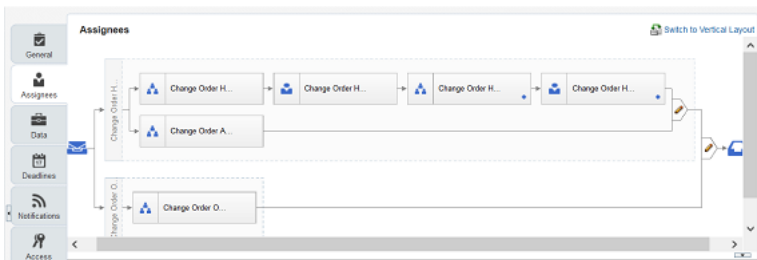 Assignees
Switch to Vertical Layout
General
Assignees
Data
Deadlines
Notifications
Access
Change Order H...
Change Order H...
Change Order H...
Change Order H...
Change Order H...
Change Order A...
Change Order O...
Change Order O...